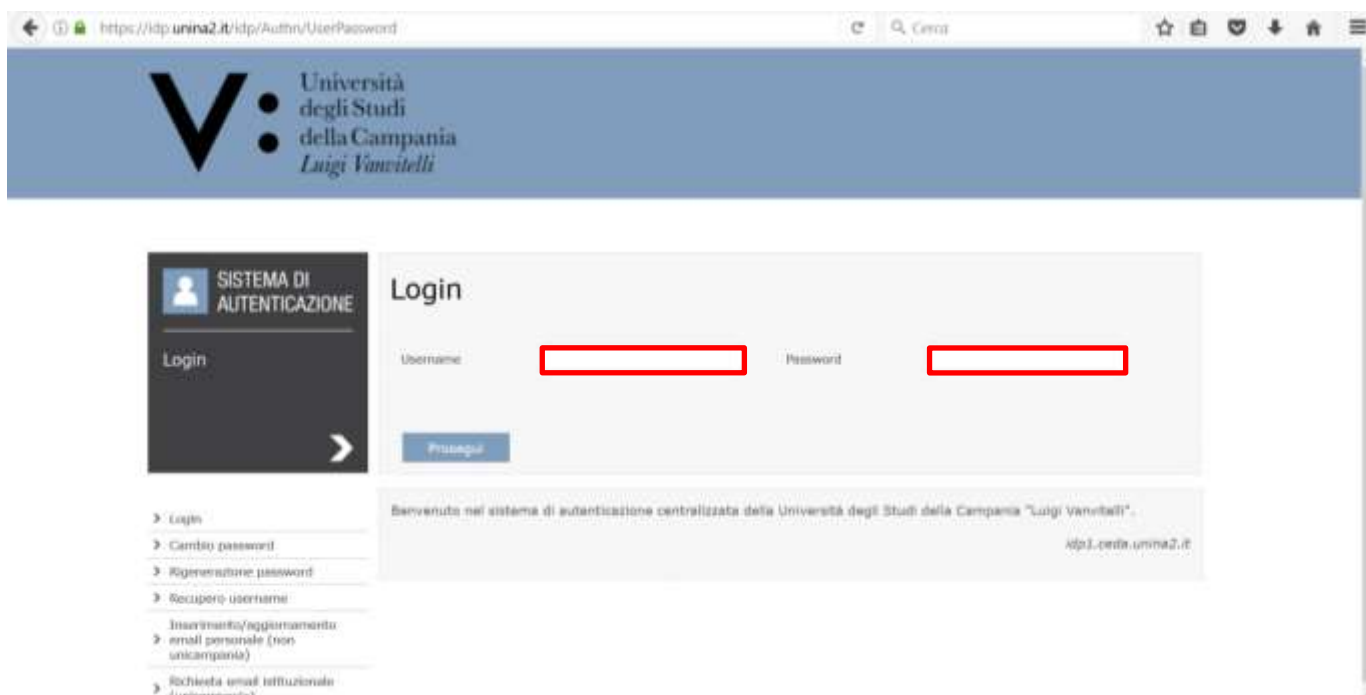 https://idp.unina2.it/idp/Authn/UserPassword
Cerca
V:
Università
degli Studi
della Campania
Luigi Vanvitelli
SISTEMA DI
AUTENTICAZIONE
Login
Login
Username
Password
Prosegui
Benvenuto nel sistema di autenticazione centralizzata della Università degli Studi della Campania "Luigi Vanvitelli".
idp1.ceda.unina2.it
Login
Cambio password
Rigenerazione password
Recupero username
Inserimento/aggiornamento
email personale (non
unicampania)
Richiesta email istituzionale